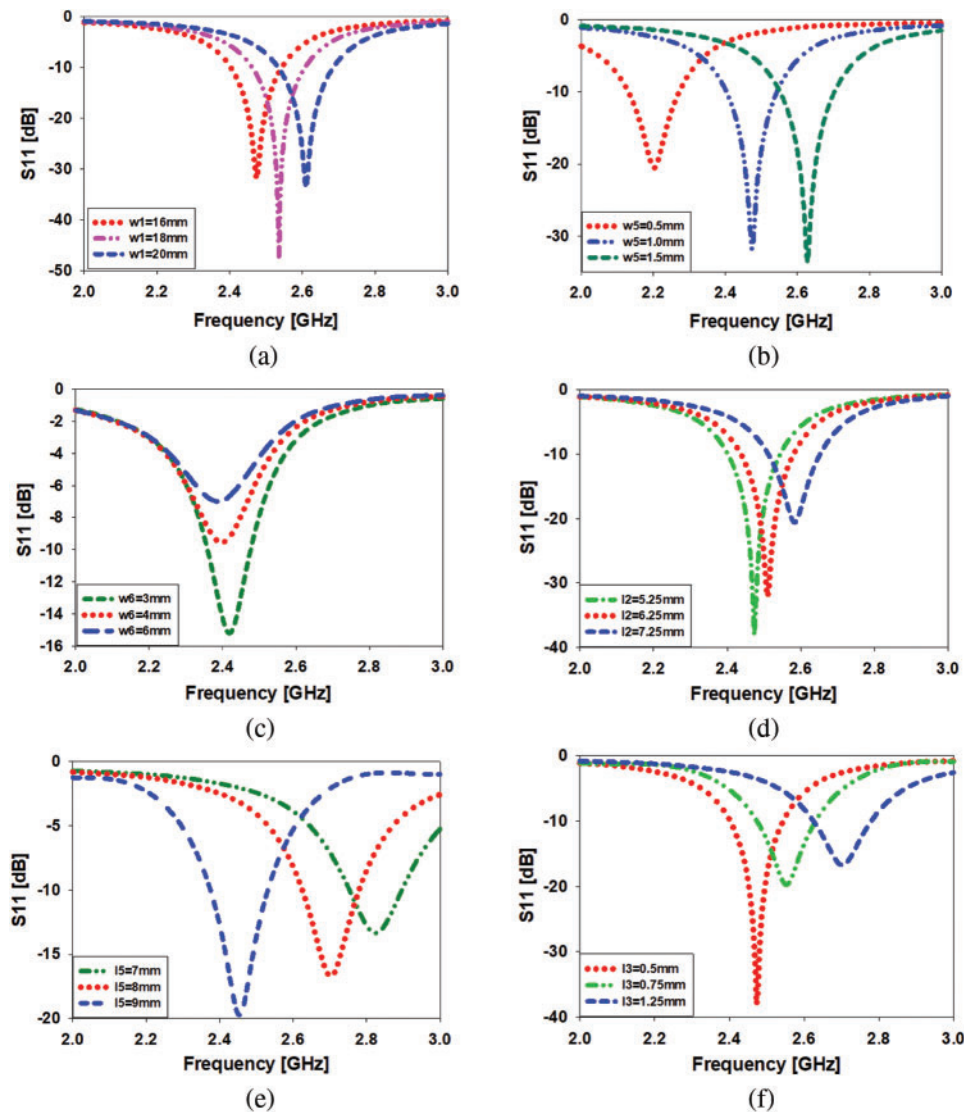 S11 [dB]
0
-10
-20
-30
-40
-50
w1=16mm
w1=18mm
w1=20mm
2.0 2.2 2.4 2.6 2.8 3.0
Frequency [GHz]
(a)
S11 [dB]
0
-10
-20
-30
w5=0.5mm
w5=1.0mm
w5=1.5mm
2.0 2.2 2.4 2.6 2.8 3.0
Frequency [GHz]
(b)
S11 [dB]
0
-2
-4
-6
-8
-10
-12
-14
-16
w6=3mm
w6=4mm
w6=6mm
2.0 2.2 2.4 2.6 2.8 3.0
Frequency [GHz]
(c)
S11 [dB]
0
-10
-20
-30
-40
l2=5.25mm
l2=6.25mm
l2=7.25mm
2.0 2.2 2.4 2.6 2.8 3.0
Frequency [GHz]
(d)
S11 [dB]
0
-5
-10
-15
-20
l5=7mm
l5=8mm
l5=9mm
2.0 2.2 2.4 2.6 2.8 3.0
Frequency [GHz]
(e)
S11 [dB]
0
-10
-20
-30
-40
l3=0.5mm
l3=0.75mm
l3=1.25mm
2.0 2.2 2.4 2.6 2.8 3.0
Frequency [GHz]
(f)